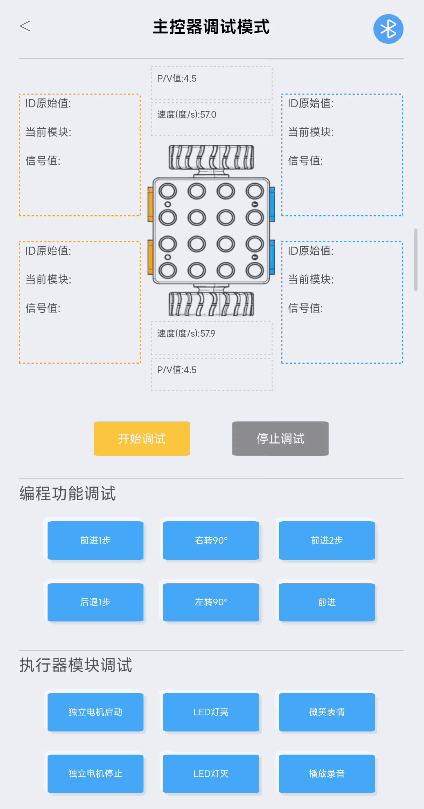 <
主控器调试模式
P/V值:4.5
速度(度/s):57.0
ID原始值:
当前模块:
信号值:
ID原始值:
当前模块:
信号值:
ID原始值:
当前模块:
信号值:
ID原始值:
当前模块:
信号值:
速度(度/s):57.9
P/V值:4.5
开始调试
停止调试
编程功能调试
前进1步
右转90°
前进2步
后退1步
左转90°
前进
执行器模块调试
独立电机启动
LED灯亮
微笑表情
独立电机停止
LED灯灭
播放录音